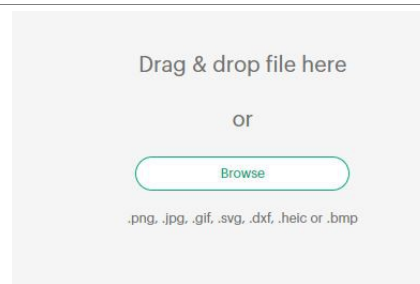 Drag & drop file here
or
Browse
.png, .jpg, .gif, .svg, .dxf, .heic or .bmp